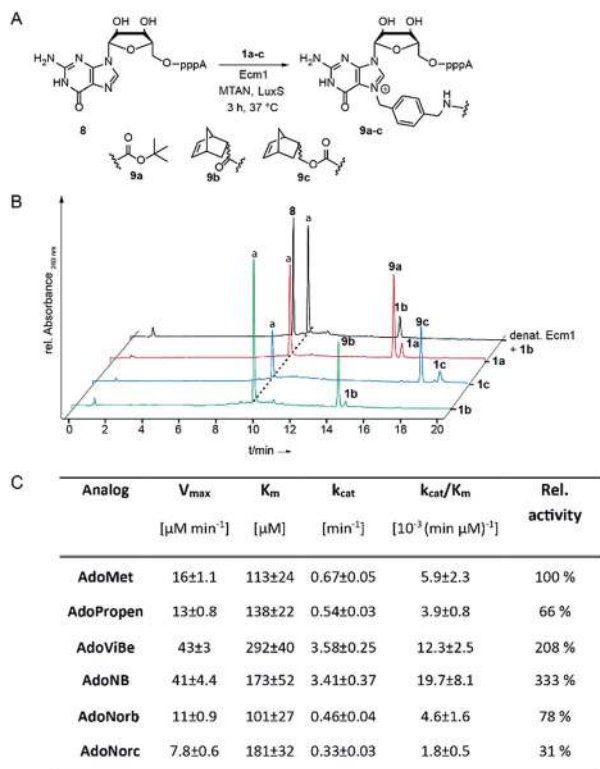 A
OH OH
OH OH
H₂N
N
N
N
N
HN
O
O
O–pppA
8
1a-c
Ecm1
MTAN, LuxS
3 h, 37 °C
H₂N
N
N
N
N
HN
O
O
O–pppA
⊕
H
N
9a-c
O
O
9a
O
9b
O
O
9c
B
rel. Absorbance 260 nm
8
a
a
a
a
9a
1b
9c
9b
1a
1c
1b
denat. Ecm1
+ 1b
1a
1c
1b
0 2 4 6 8 10 12 14 16 18 20
t/min →
C
Analog Vmax Km kcat kcat/Km Rel. activity
[µM min⁻¹] [µM] [min⁻¹] [10⁻³ (min µM)⁻¹]
AdoMet 16±1.1 113±24 0.67±0.05 5.9±2.3 100 %
AdoPropen 13±0.8 138±22 0.54±0.03 3.9±0.8 66 %
AdoViBe 43±3 292±40 3.58±0.25 12.3±2.5 208 %
AdoNB 41±4.4 173±52 3.41±0.37 19.7±8.1 333 %
AdoNorb 11±0.9 101±27 0.46±0.04 4.6±1.6 78 %
AdoNorc 7.8±0.6 181±32 0.33±0.03 1.8±0.5 31 %